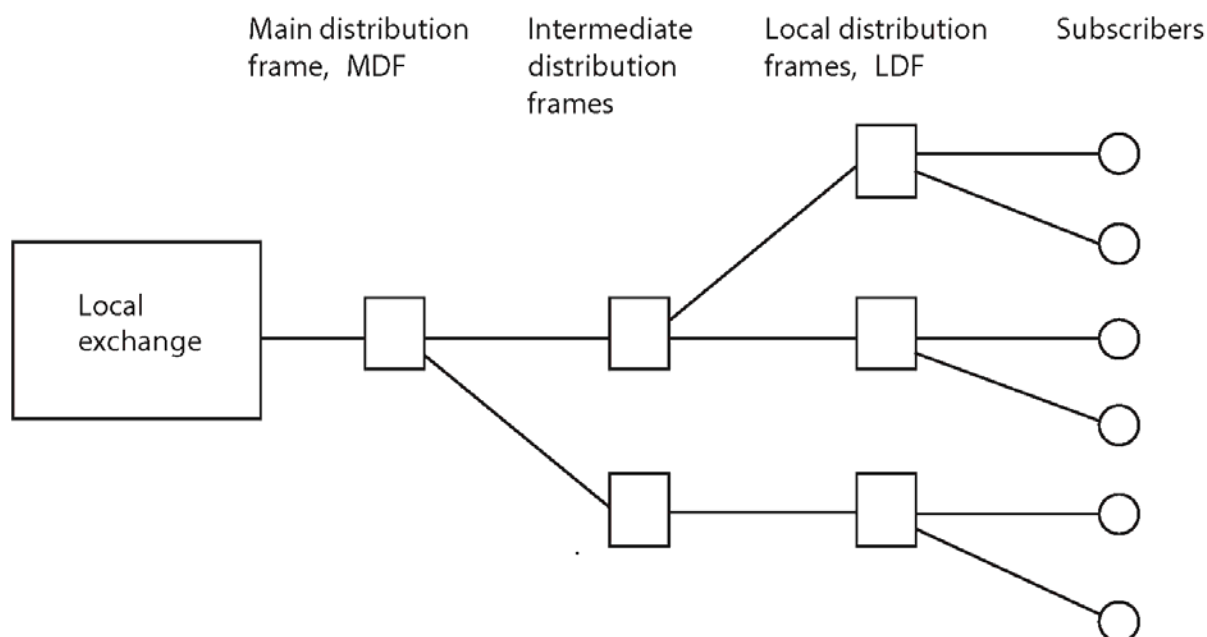 Main distribution
frame, MDF
Intermediate
distribution
frames
Local distribution
frames, LDF
Subscribers
Local
exchange